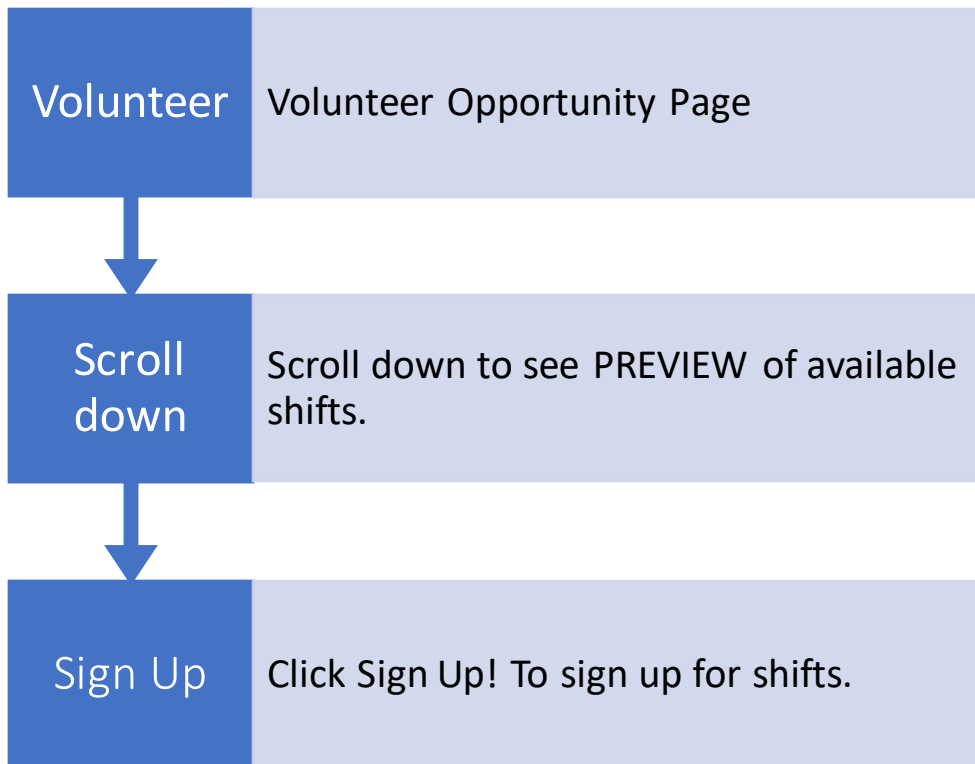 Volunteer
Volunteer Opportunity Page
Scroll
down
Scroll down to see PREVIEW of available
shifts.
Sign Up
Click Sign Up! To sign up for shifts.